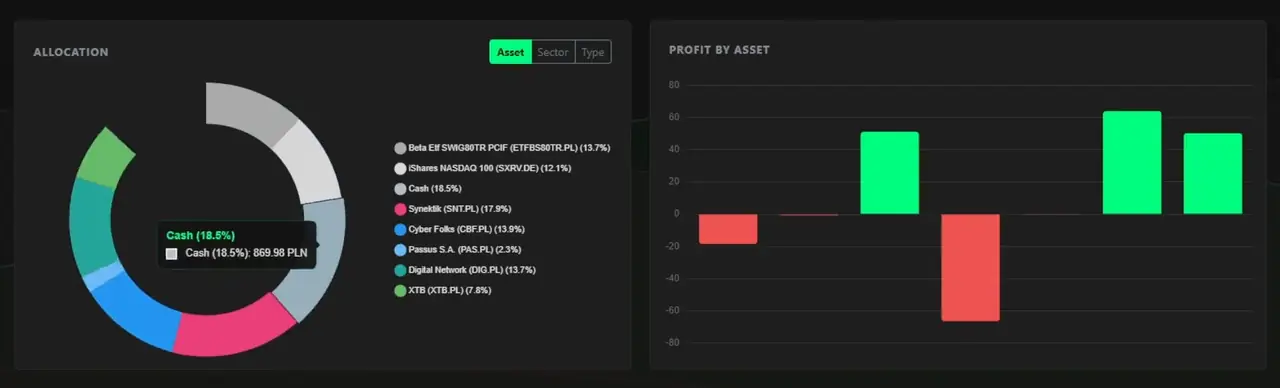 ALLOCATION
Asset Sector Type
Beta Etf SWIG80TR PCIF (ETFBS80TR.PL) (13.7%)
iShares NASDAQ 100 (SXRV.DE) (12.1%)
Cash (18.5%)
Synektik (SNT.PL) (17.9%)
Cyber Folks (CBF.PL) (13.9%)
Passus S.A. (PAS.PL) (2.3%)
Digital Network (DIG.PL) (13.7%)
XTB (XTB.PL) (7.8%)
Cash (18.5%)
Cash (18.5%): 869.98 PLN
PROFIT BY ASSET
80
60
40
20
0
-20
-40
-60
-80